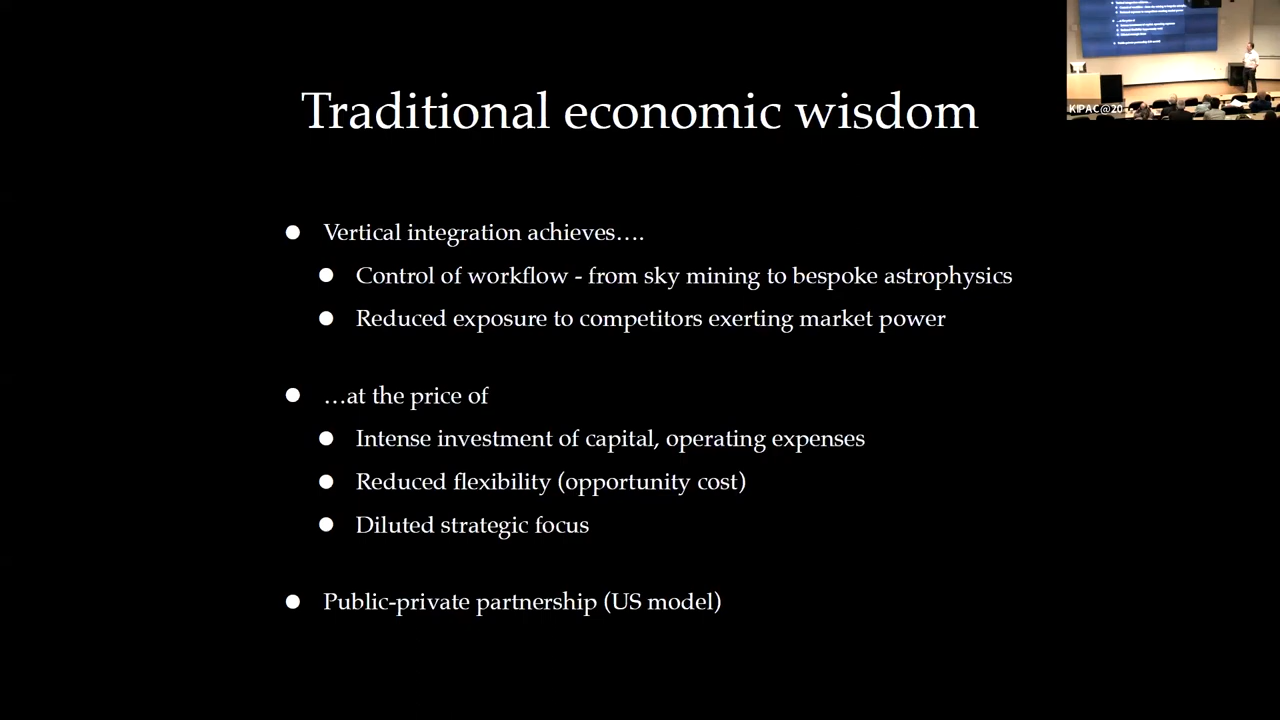 KIPAC@20
Traditional economic wisdom
Vertical integration achieves….
Control of workflow - from sky mining to bespoke astrophysics
Reduced exposure to competitors exerting market power
…at the price of
Intense investment of capital, operating expenses
Reduced flexibility (opportunity cost)
Diluted strategic focus
Public-private partnership (US model)